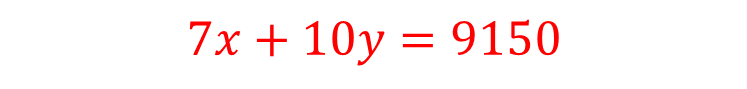 7x + 10y = 9150